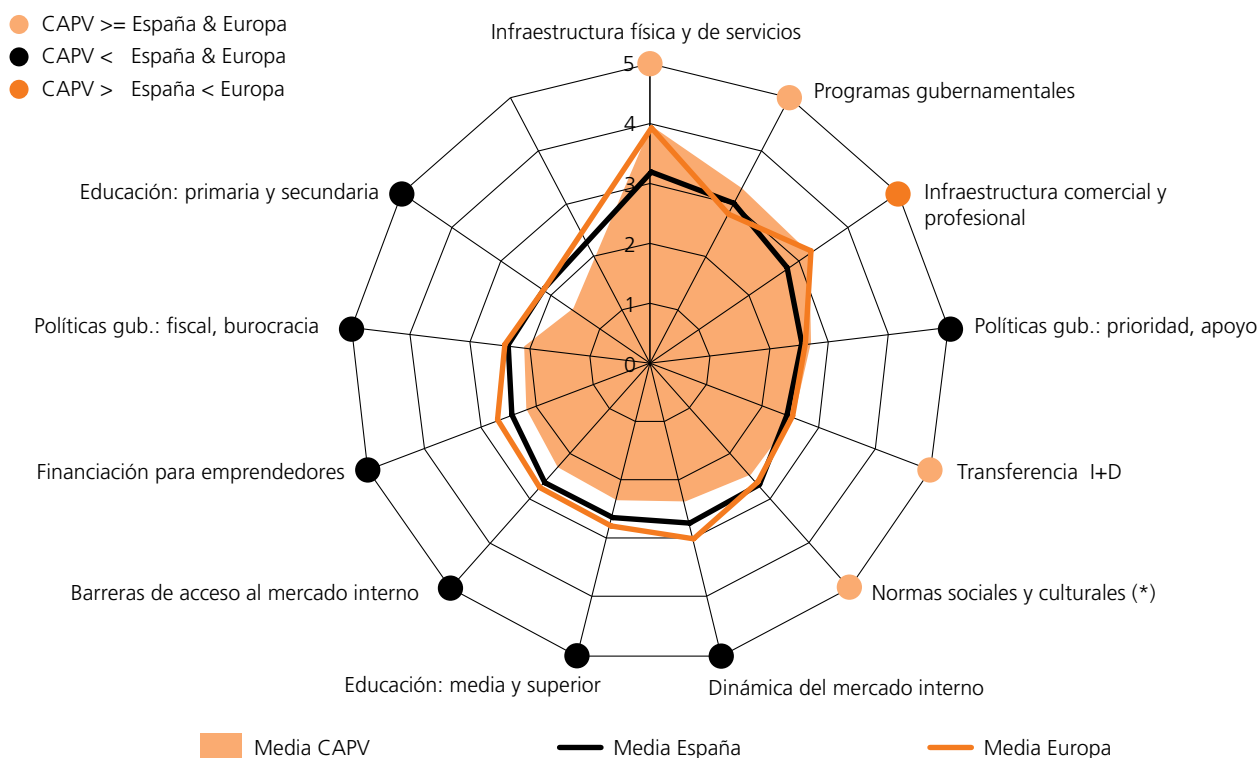 CAPV >= España & Europa
CAPV < España & Europa
CAPV > España < Europa
Infraestructura física y de servicios
Programas gubernamentales
Infraestructura comercial y
profesional
Políticas gub.: prioridad, apoyo
Transferencia I+D
Normas sociales y culturales (*)
Dinámica del mercado interno
Educación: media y superior
Barreras de acceso al mercado interno
Financiación para emprendedores
Políticas gub.: fiscal, burocracia
Educación: primaria y secundaria
5
4
3
2
1
0
Media CAPV
Media España
Media Europa